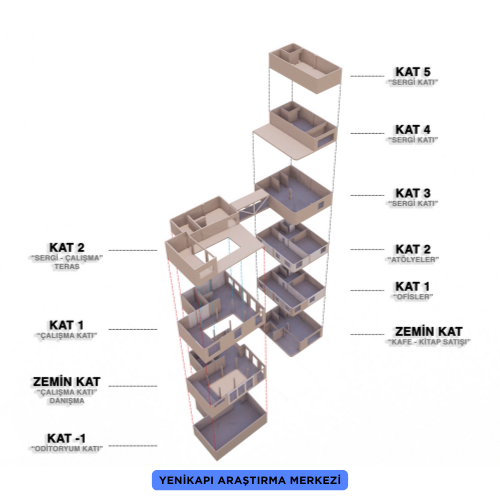 KAT 5
"SERGİ KATI"
KAT 4
"SERGİ KATI"
KAT 3
"SERGİ KATI"
KAT 2
"ATÖLYELER"
KAT 1
"OFİSLER"
ZEMİN KAT
"KAFE - KİTAP SATIŞI"
KAT 2
"SERGİ - ÇALIŞMA"
TERAS
KAT 1
"ÇALIŞMA KATI"
ZEMİN KAT
"ÇALIŞMA KATI"
DANIŞMA
KAT -1
"ODİTORYUM KATI"
YENİKAPI ARAŞTIRMA MERKEZİ